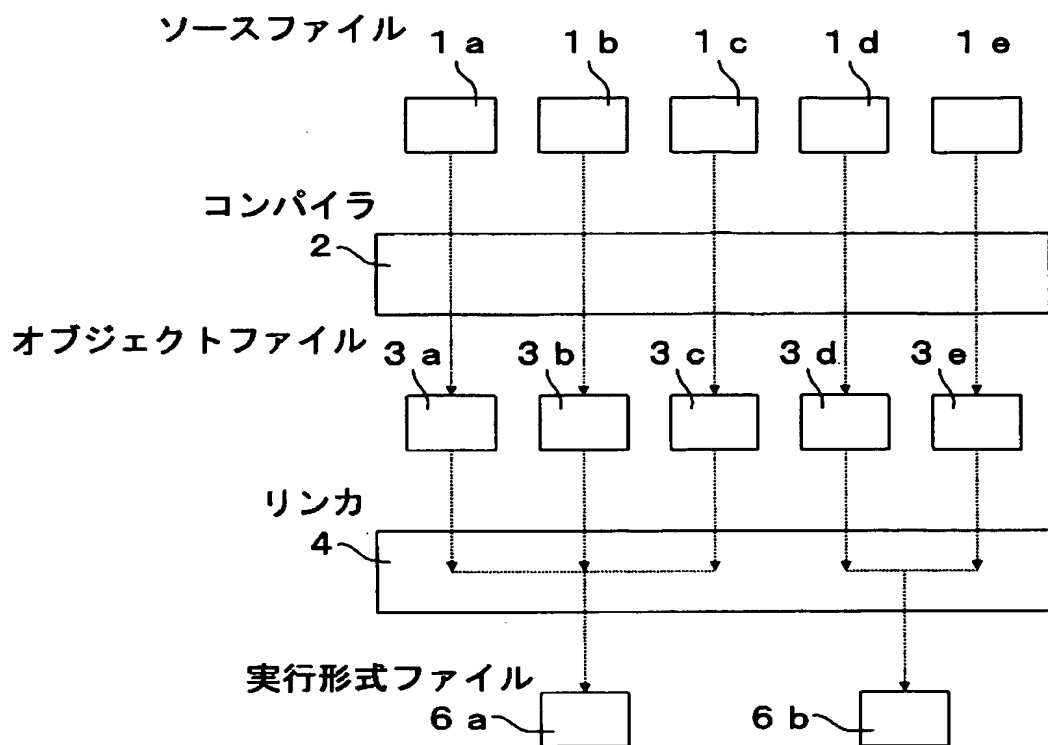 ソースファイル
1a 1b 1c 1d 1e
コンパイラ
2
オブジェクトファイル
3a 3b 3c 3d 3e
リンカ
4
実行形式ファイル
6a 6b